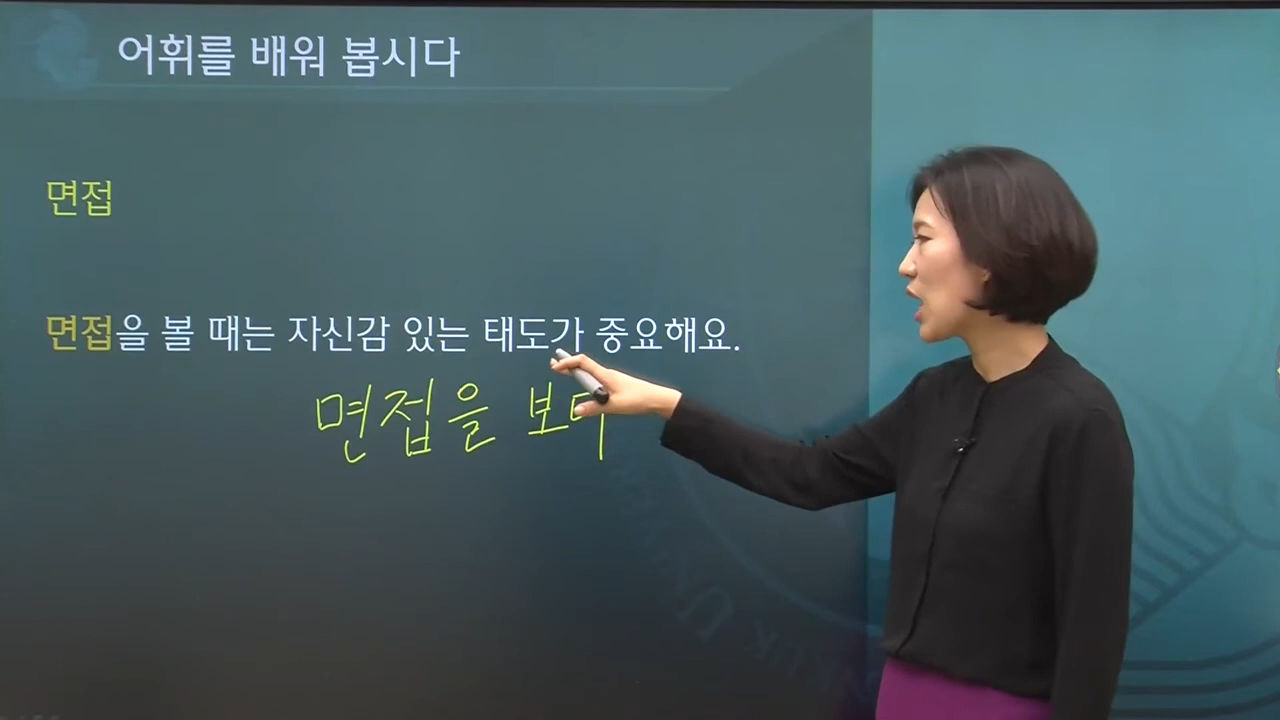 어휘를 배워 봅시다
면접
면접을 볼 때는 자신감 있는 태도가 중요해요.
면접을 보다